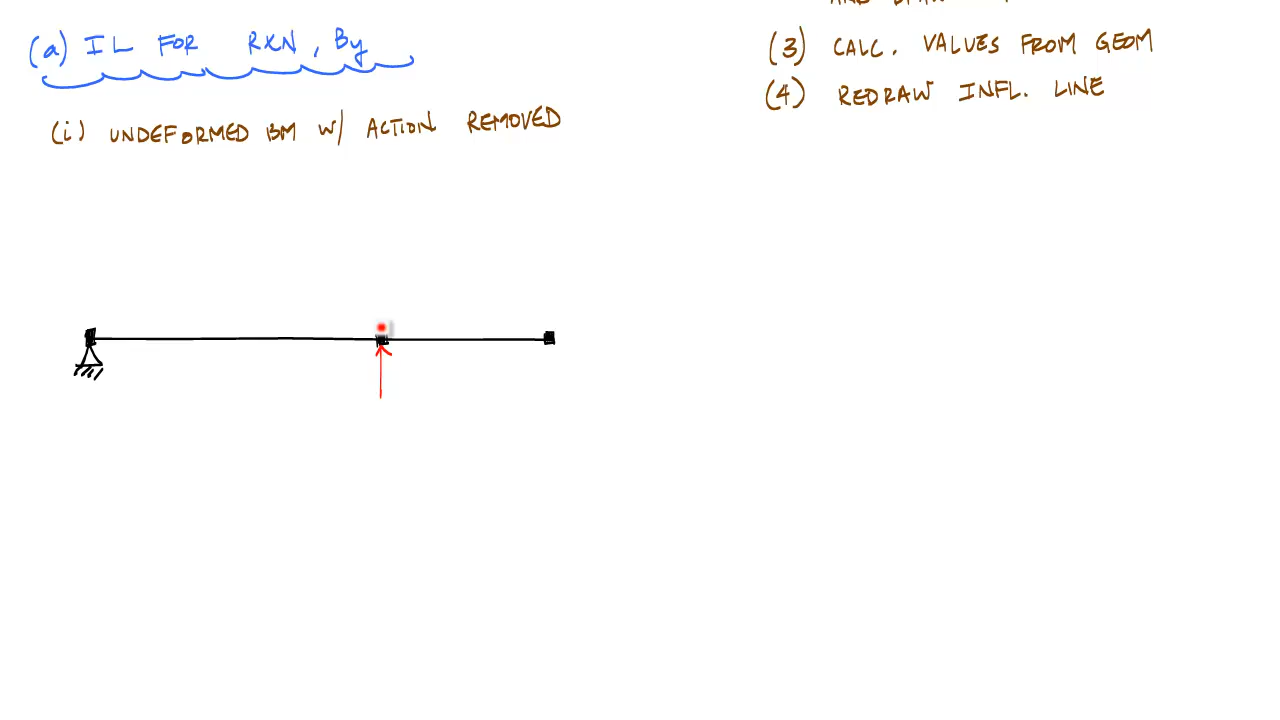 (a) IL FOR RXN, By
(i) UNDEFORMED BM W/ ACTION REMOVED
(3) CALC. VALUES FROM GEOM
(4) REDRAW INFL. LINE